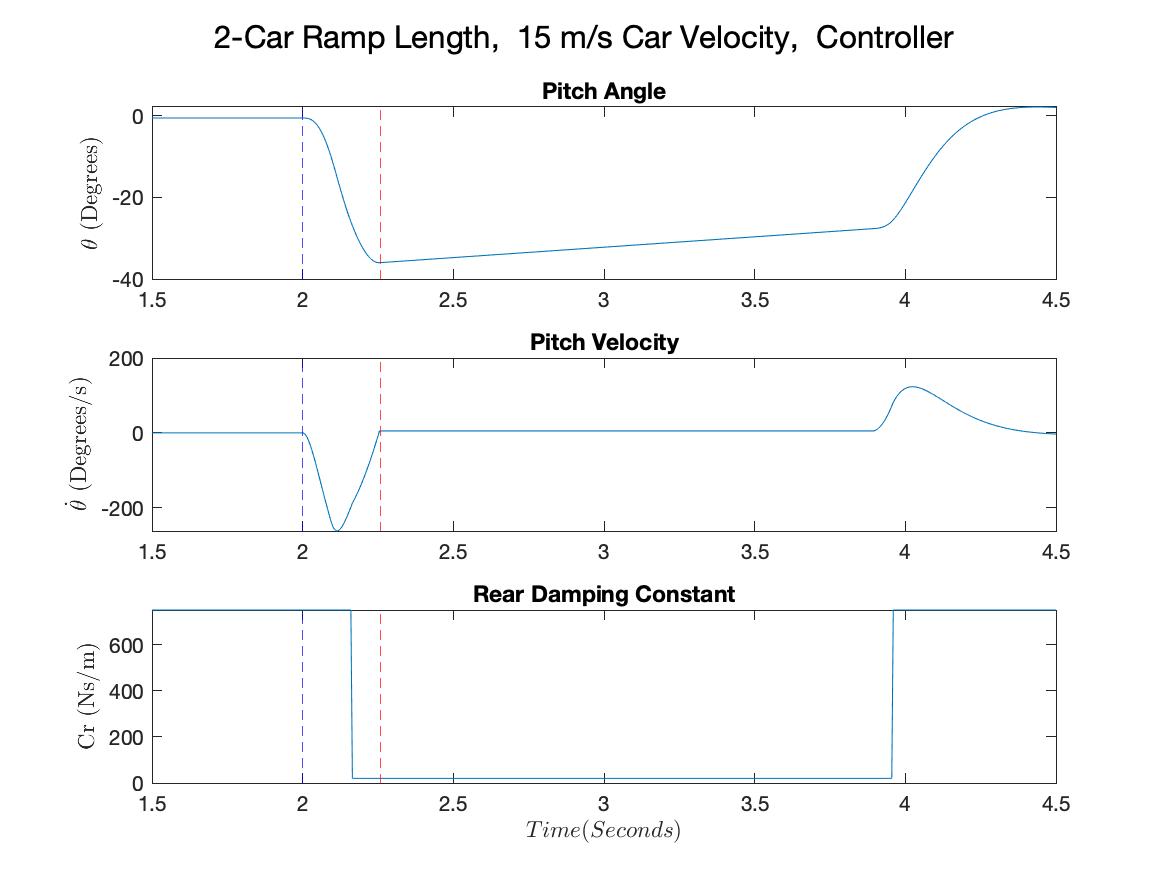 2-Car Ramp Length, 15 m/s Car Velocity, Controller
Pitch Angle
θ (Degrees)
0
-20
-40
1.5 2 2.5 3 3.5 4 4.5
Pitch Velocity
θ̇ (Degrees/s)
200
0
-200
1.5 2 2.5 3 3.5 4 4.5
Rear Damping Constant
Cr (Ns/m)
600
400
200
0
1.5 2 2.5 3 3.5 4 4.5
Time(Seconds)